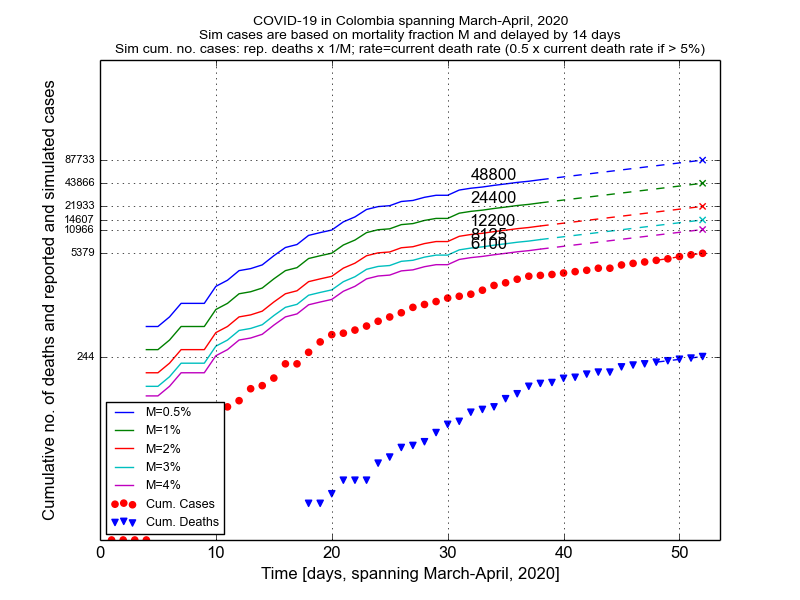 COVID-19 in Colombia spanning March-April, 2020
Sim cases are based on mortality fraction M and delayed by 14 days
Sim cum. no. cases: rep. deaths x 1/M; rate=current death rate (0.5 x current death rate if > 5%)
Cumulative no. of deaths and reported and simulated cases
87733
43866
21933
14607
10966
5379
244
48800
24400
12200
8125
6100
M=0.5%
M=1%
M=2%
M=3%
M=4%
Cum. Cases
Cum. Deaths
0 10 20 30 40 50
Time [days, spanning March-April, 2020]